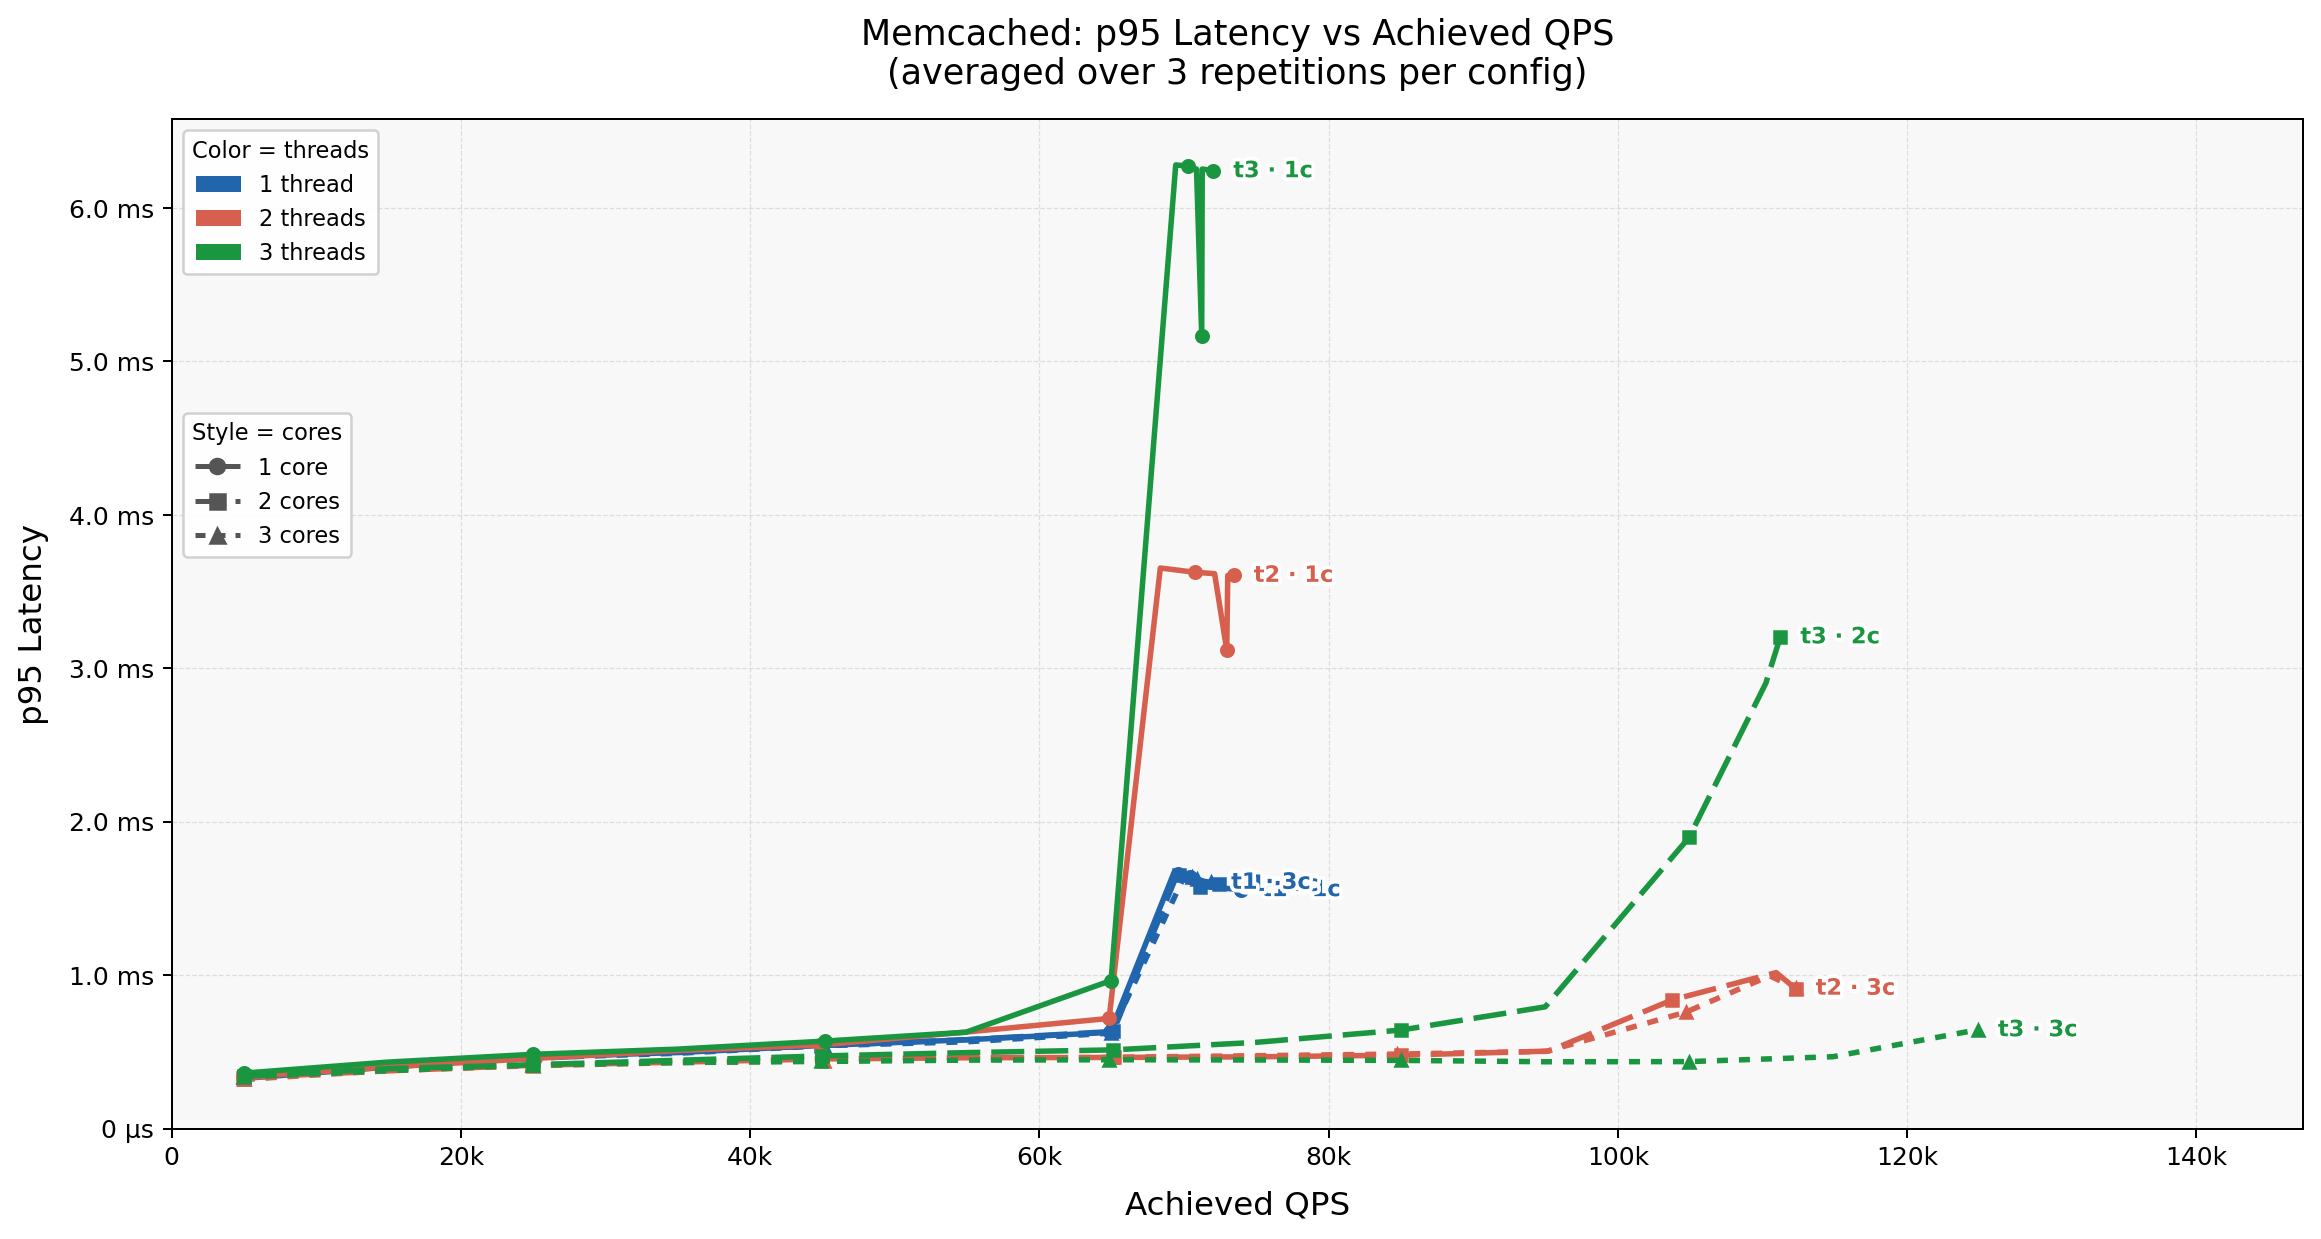 Memcached: p95 Latency vs Achieved QPS
(averaged over 3 repetitions per config)
Color = threads
1 thread
2 threads
3 threads
Style = cores
1 core
2 cores
3 cores
p95 Latency
6.0 ms
5.0 ms
4.0 ms
3.0 ms
2.0 ms
1.0 ms
0 µs
t3 · 1c
t2 · 1c
t3 · 2c
t1 · 3c
t2 · 3c
t3 · 3c
0
20k
40k
60k
80k
100k
120k
140k
Achieved QPS